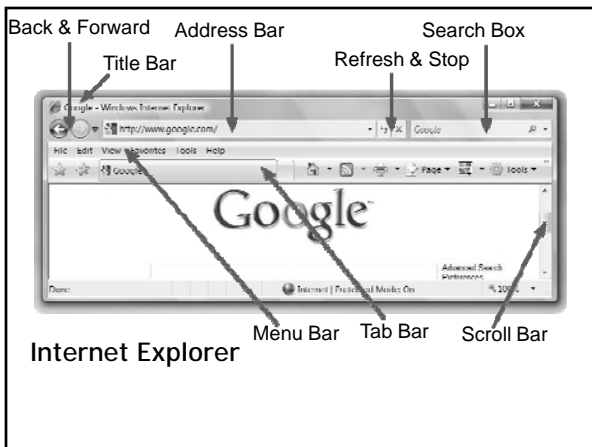 Back & Forward Address Bar Search Box
Title Bar Refresh & Stop
Google - Windows Internet Explorer
http://www.google.com/ Google
File Edit View Favorites Tools Help
Google Page Tools
Google
Advanced Search
Preferences
Done Internet | Protected Mode: On 100%
Menu Bar Tab Bar Scroll Bar
Internet Explorer